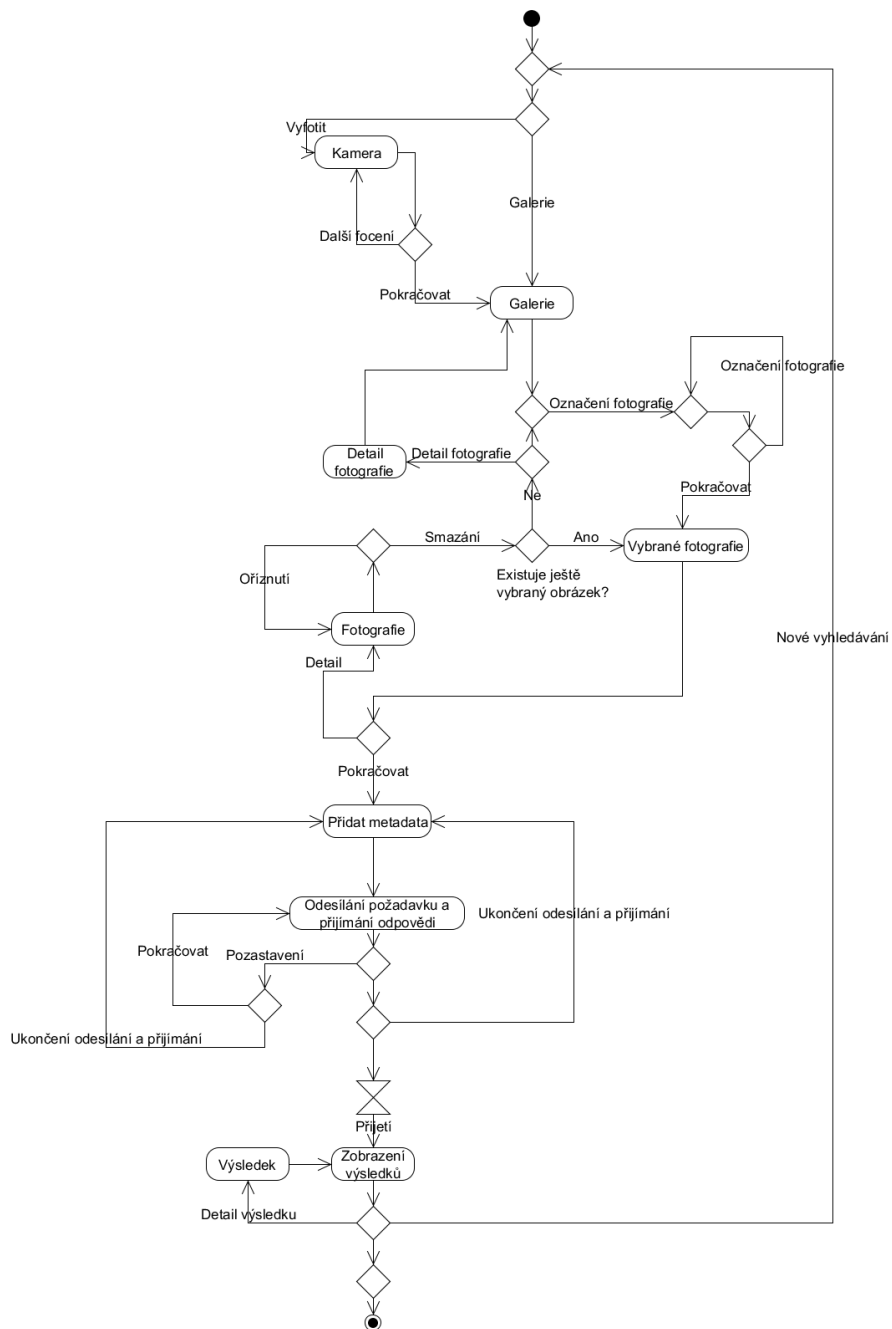 Vyfotit
Kamera
Galerie
Další focení
Pokračovat
Galerie
Označení fotografie
Označení fotografie
Detail
fotografie
Detail fotografie
Pokračovat
Ne
Smazání
Ano
Vybrané fotografie
Existuje ještě
vybraný obrázek?
Oříznutí
Fotografie
Nové vyhledávání
Detail
Pokračovat
Přidat metadata
Odesílání požadavku a
přijímání odpovědi
Ukončení odesílání a přijímání
Pokračovat
Pozastavení
Ukončení odesílání a přijímání
Přijetí
Výsledek
Zobrazení
výsledků
Detail výsledku